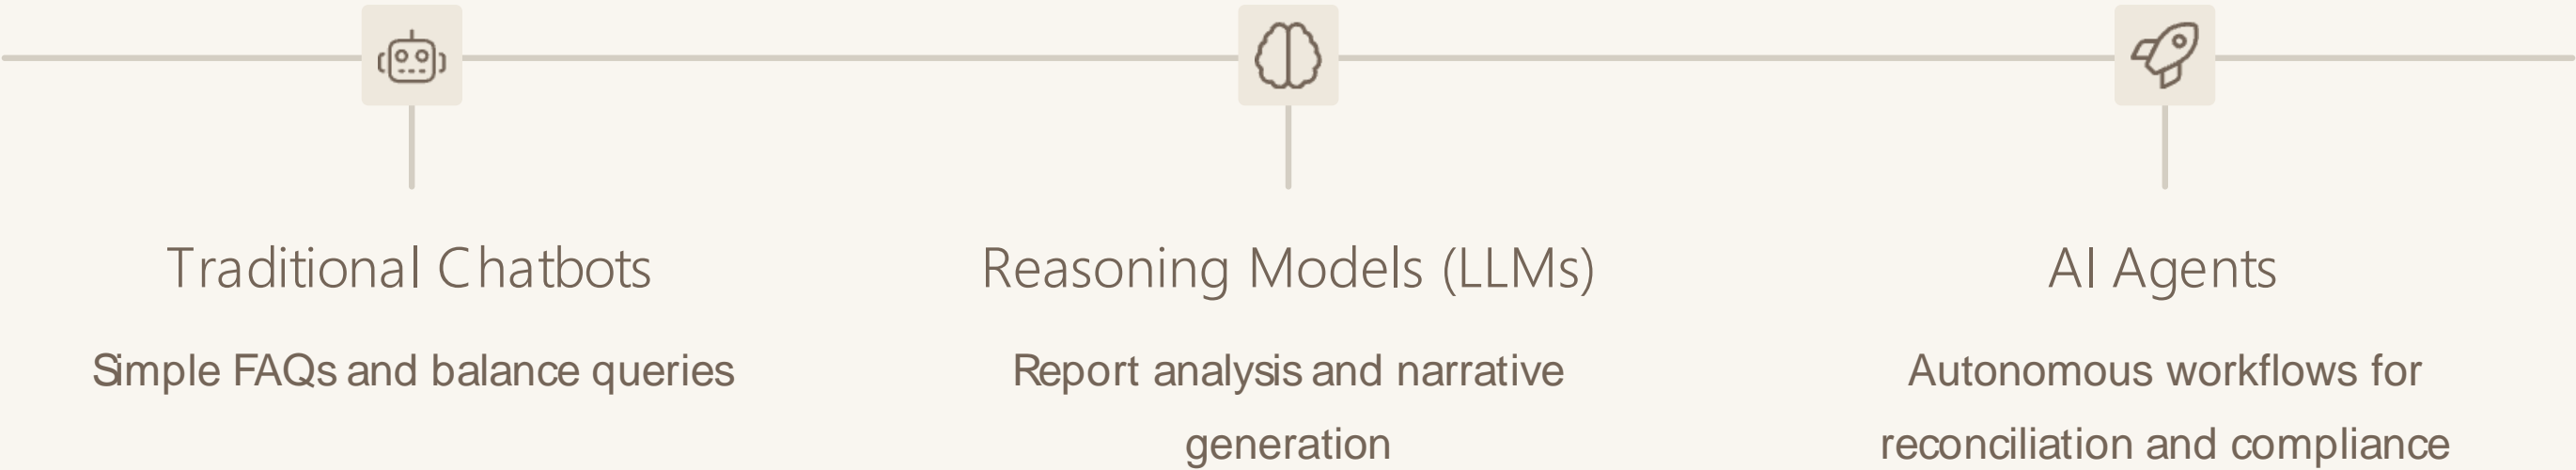 Traditional Chatbots
Simple FAQs and balance queries
Reasoning Models (LLMs)
Report analysis and narrative
generation
AI Agents
Autonomous workflows for
reconciliation and compliance